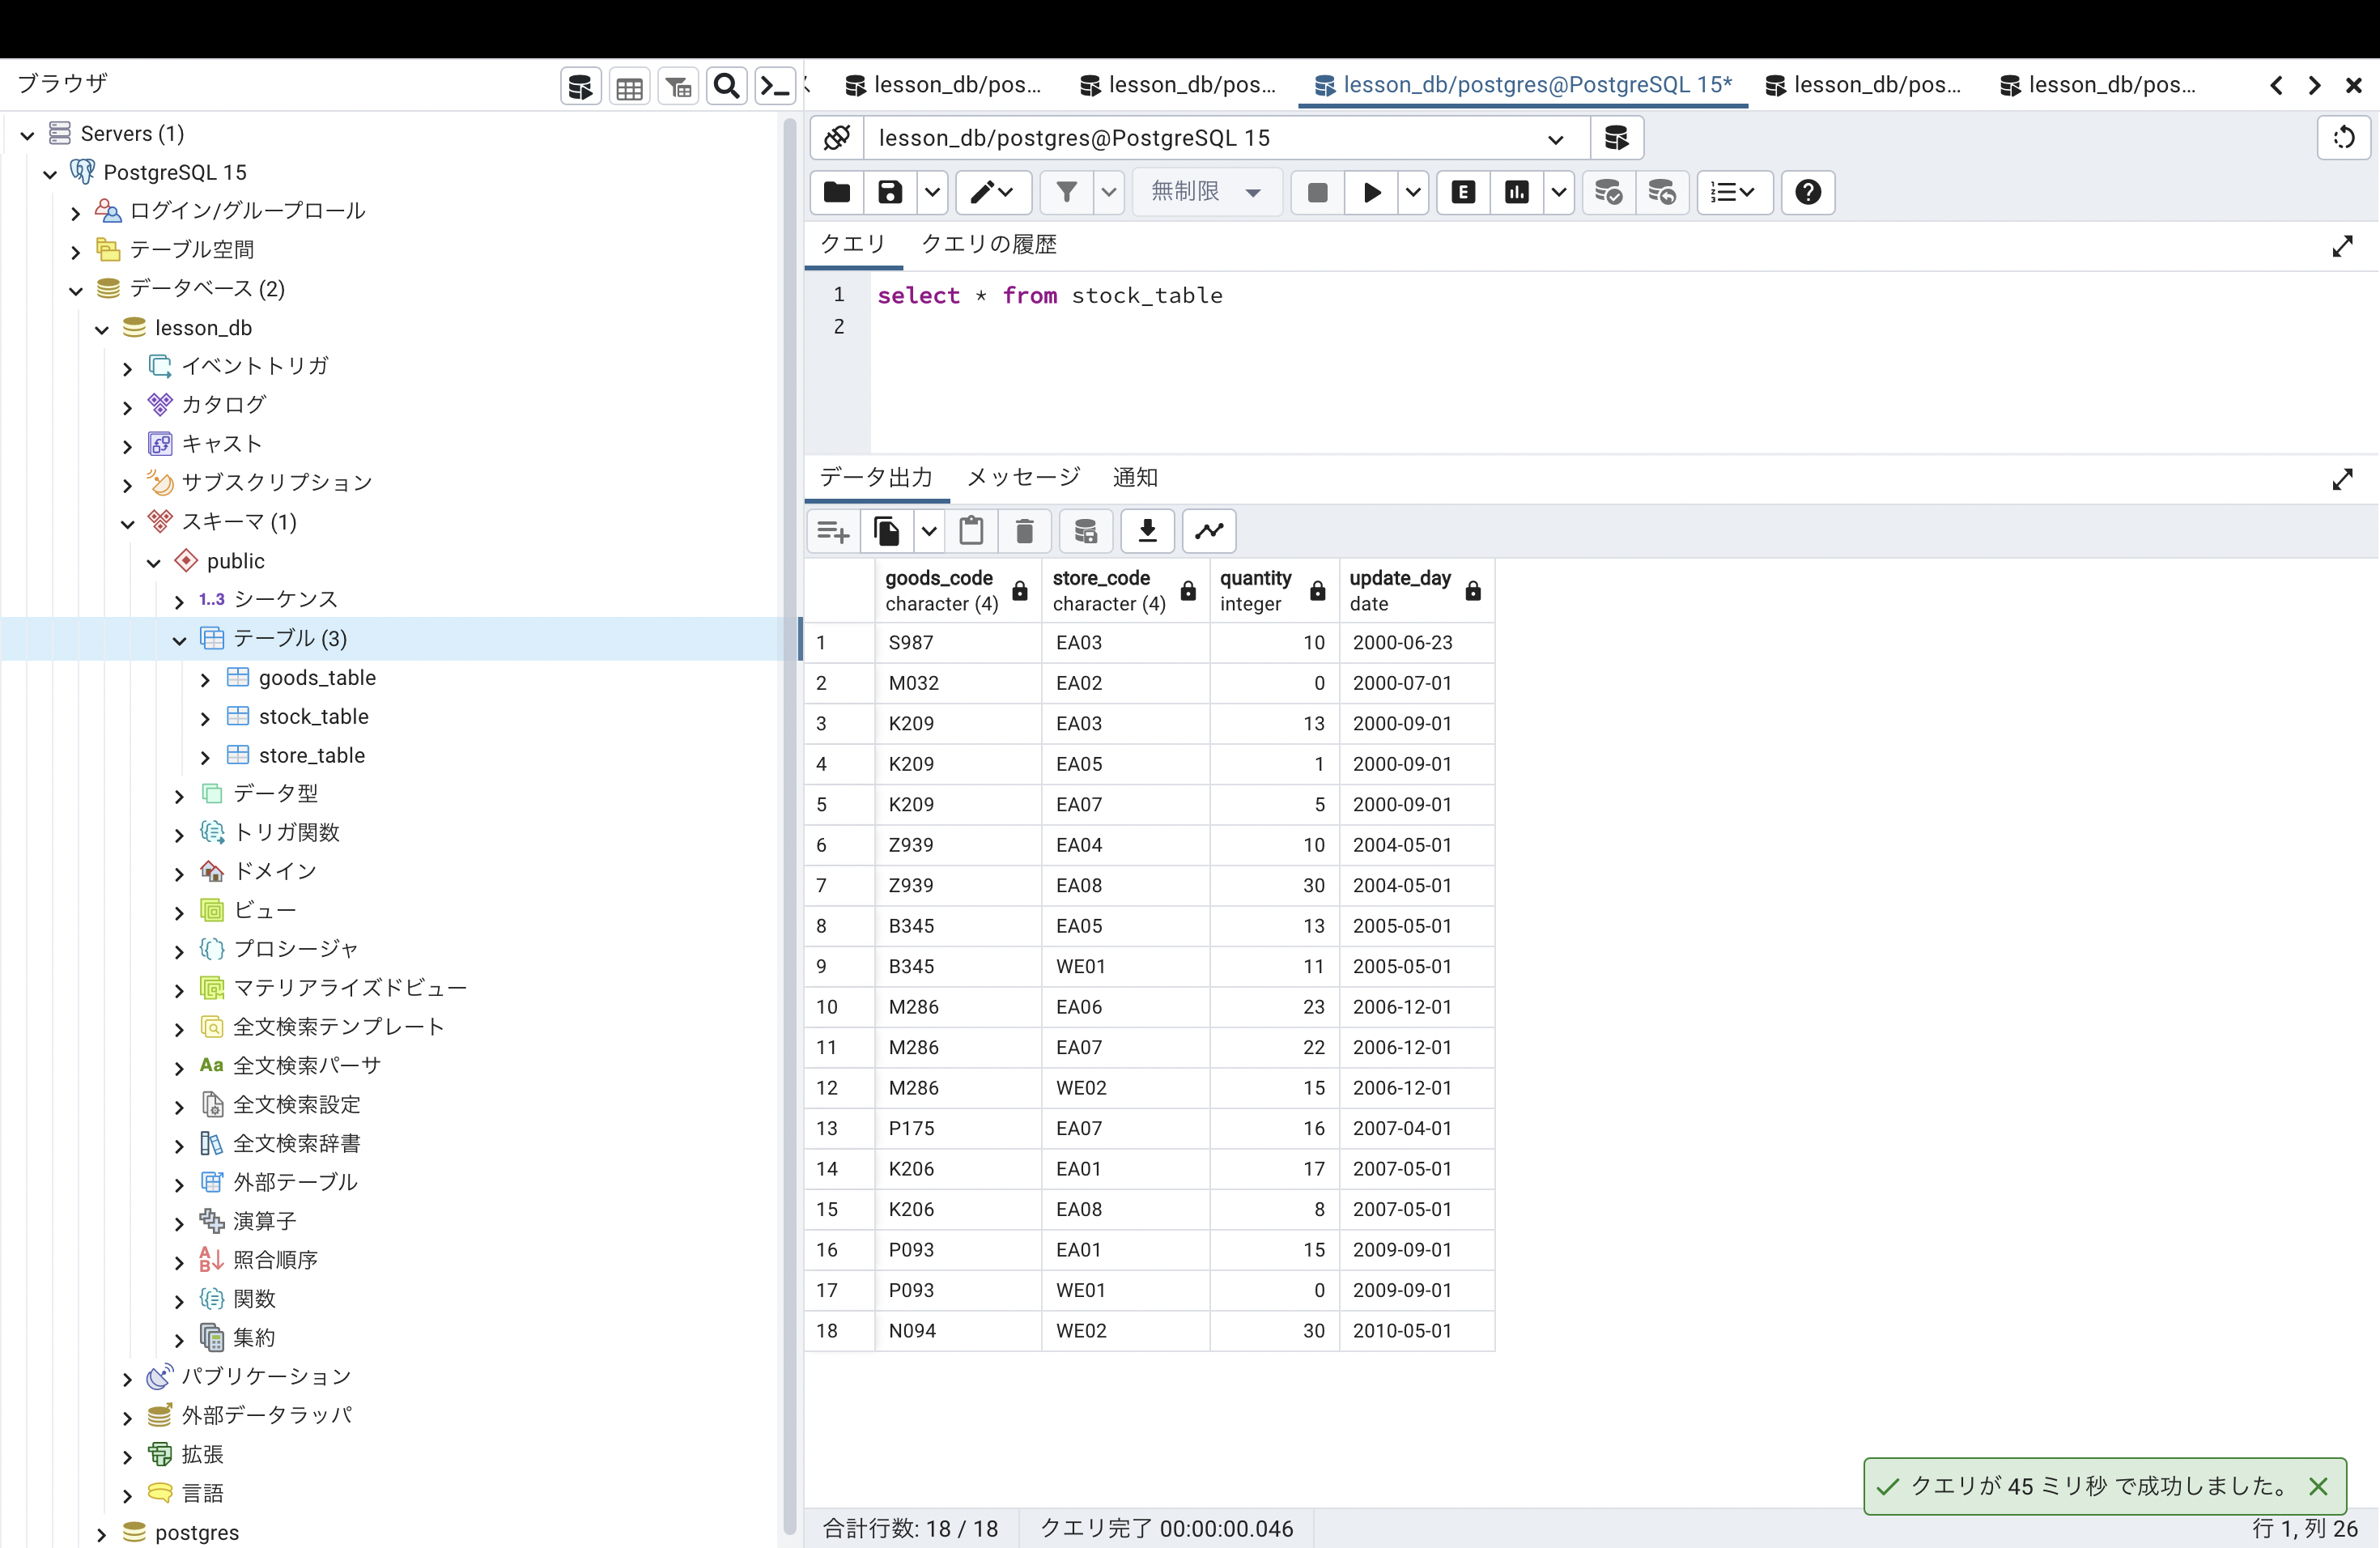 ブラウザ
Servers (1)
PostgreSQL 15
ログイン/グループロール
テーブル空間
データベース (2)
lesson_db
イベントトリガ
カタログ
キャスト
サブスクリプション
スキーマ (1)
public
1..3 シーケンス
テーブル (3)
goods_table
stock_table
store_table
データ型
トリガ関数
ドメイン
ビュー
プロシージャ
マテリアライズドビュー
全文検索テンプレート
Aa 全文検索パーサ
全文検索設定
全文検索辞書
外部テーブル
演算子
照合順序
関数
集約
パブリケーション
外部データラッパ
拡張
言語
postgres
lesson_db/pos... lesson_db/pos... lesson_db/postgres@PostgreSQL 15* lesson_db/pos... lesson_db/pos...
lesson_db/postgres@PostgreSQL 15
無制限 E
クエリ クエリの履歴
1 select * from stock_table
2
データ出力 メッセージ 通知
goods_code store_code quantity update_day
character (4) character (4) integer date
1 S987 EA03 10 2000-06-23
2 M032 EA02 0 2000-07-01
3 K209 EA03 13 2000-09-01
4 K209 EA05 1 2000-09-01
5 K209 EA07 5 2000-09-01
6 Z939 EA04 10 2004-05-01
7 Z939 EA08 30 2004-05-01
8 B345 EA05 13 2005-05-01
9 B345 WE01 11 2005-05-01
10 M286 EA06 23 2006-12-01
11 M286 EA07 22 2006-12-01
12 M286 WE02 15 2006-12-01
13 P175 EA07 16 2007-04-01
14 K206 EA01 17 2007-05-01
15 K206 EA08 8 2007-05-01
16 P093 EA01 15 2009-09-01
17 P093 WE01 0 2009-09-01
18 N094 WE02 30 2010-05-01
クエリが 45 ミリ秒 で成功しました。
合計行数: 18 / 18 クエリ完了 00:00:00.046 行 1, 列 26